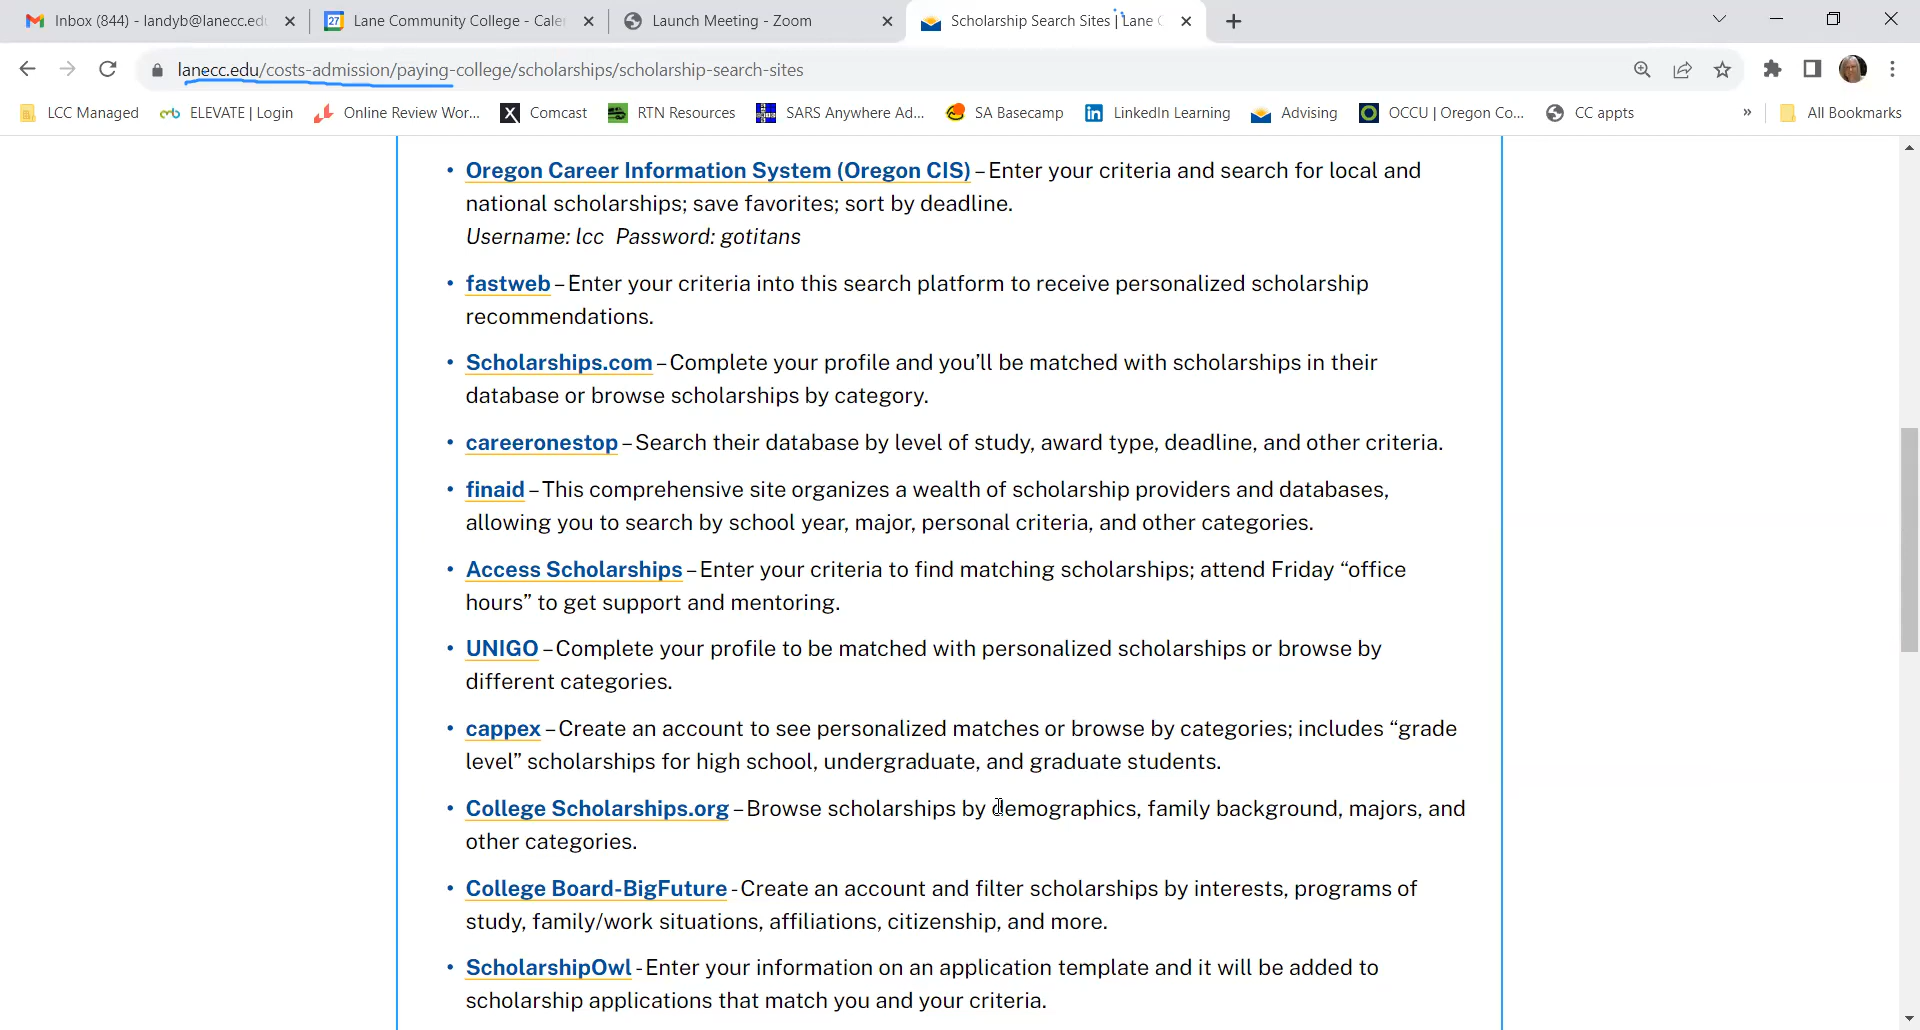 Inbox (844) - landyb@lanecc.edu
Lane Community College - Cale
Launch Meeting - Zoom
Scholarship Search Sites | Lane C
lanecc.edu/costs-admission/paying-college/scholarships/scholarship-search-sites
LCC Managed
ELEVATE | Login
Online Review Wor...
Comcast
RTN Resources
SARS Anywhere Ad...
SA Basecamp
LinkedIn Learning
Advising
OCCU | Oregon Co...
CC appts
»
All Bookmarks
• Oregon Career Information System (Oregon CIS) – Enter your criteria and search for local and
national scholarships; save favorites; sort by deadline.
Username: lcc Password: gotitans
• fastweb – Enter your criteria into this search platform to receive personalized scholarship
recommendations.
• Scholarships.com – Complete your profile and you’ll be matched with scholarships in their
database or browse scholarships by category.
• careeronestop – Search their database by level of study, award type, deadline, and other criteria.
• finaid – This comprehensive site organizes a wealth of scholarship providers and databases,
allowing you to search by school year, major, personal criteria, and other categories.
• Access Scholarships – Enter your criteria to find matching scholarships; attend Friday “office
hours” to get support and mentoring.
• UNIGO – Complete your profile to be matched with personalized scholarships or browse by
different categories.
• cappex – Create an account to see personalized matches or browse by categories; includes “grade
level” scholarships for high school, undergraduate, and graduate students.
• College Scholarships.org – Browse scholarships by demographics, family background, majors, and
other categories.
• College Board-BigFuture - Create an account and filter scholarships by interests, programs of
study, family/work situations, affiliations, citizenship, and more.
• ScholarshipOwl - Enter your information on an application template and it will be added to
scholarship applications that match you and your criteria.